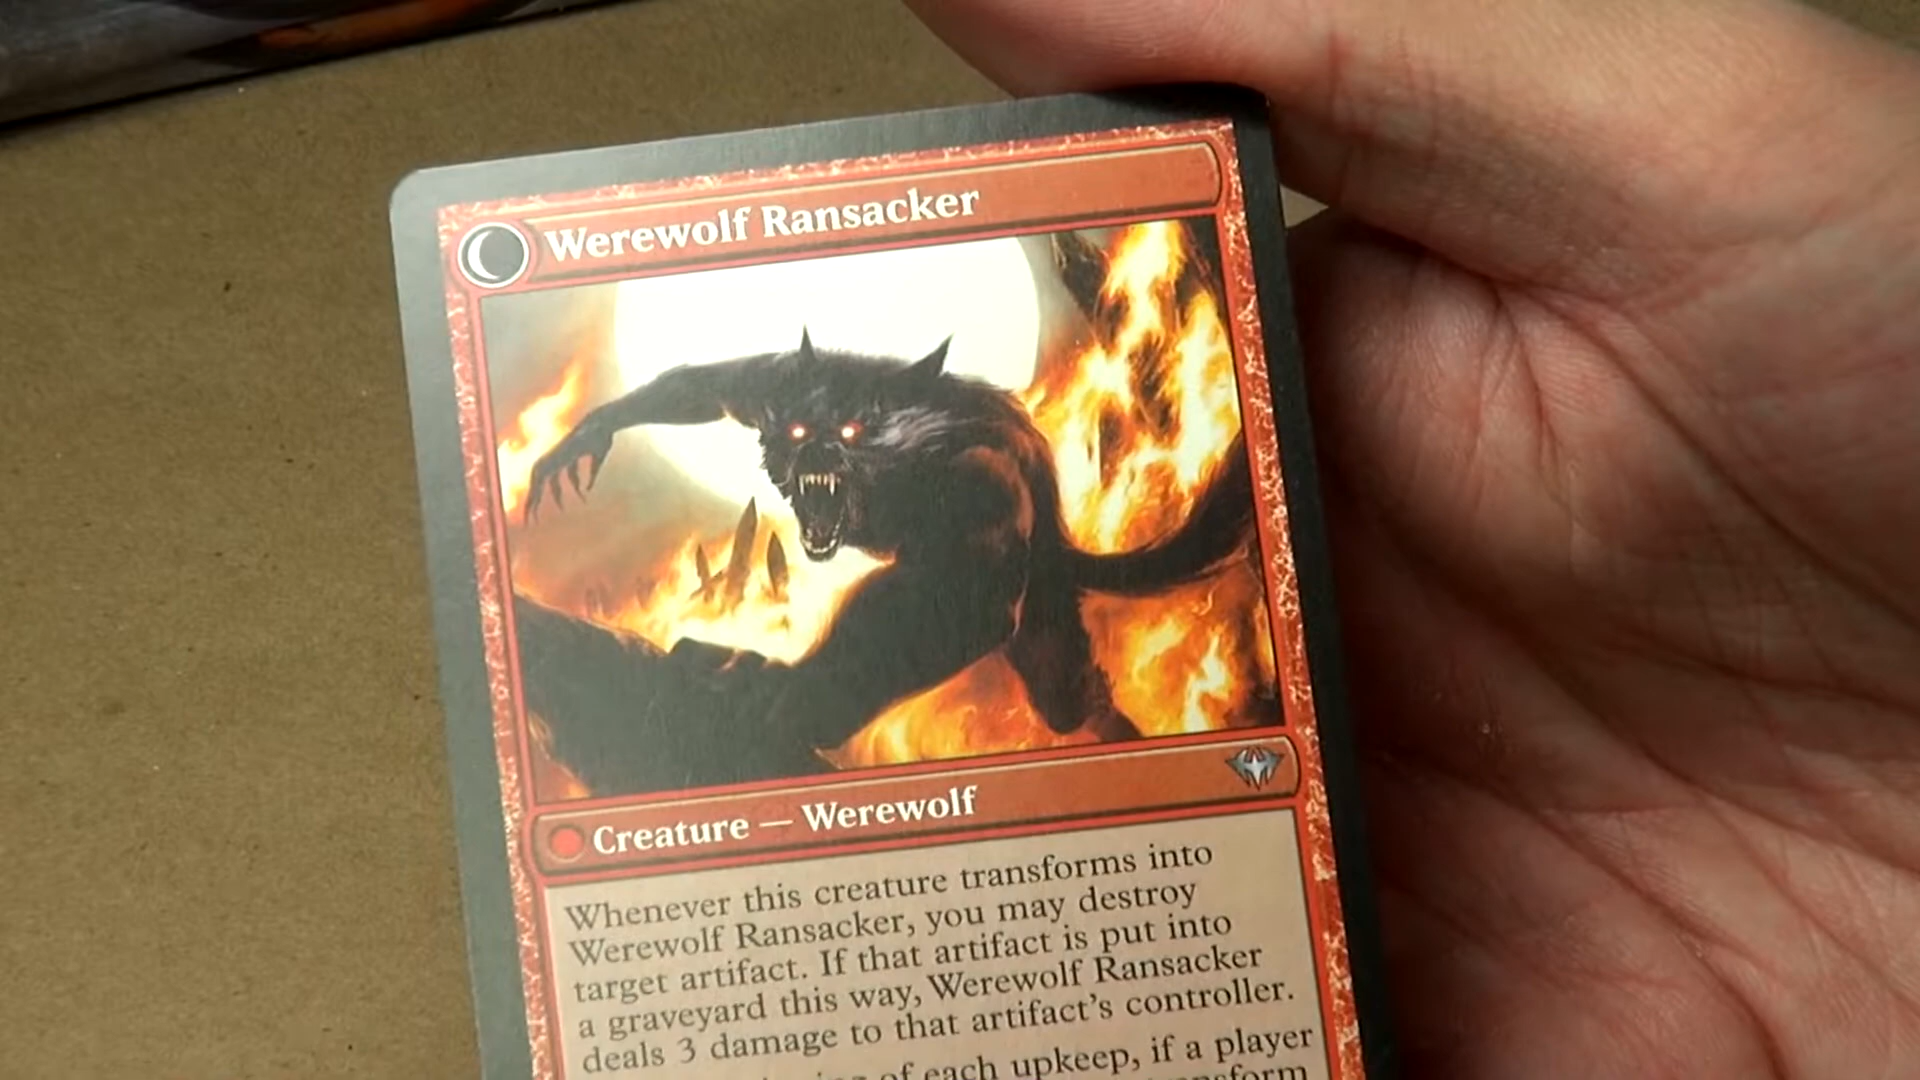 Werewolf Ransacker
Creature — Werewolf
Whenever this creature transforms into
Werewolf Ransacker, you may destroy
target artifact. If that artifact is put into
a graveyard this way, Werewolf Ransacker
deals 3 damage to that artifact's controller.
of each upkeep, if a player
transform